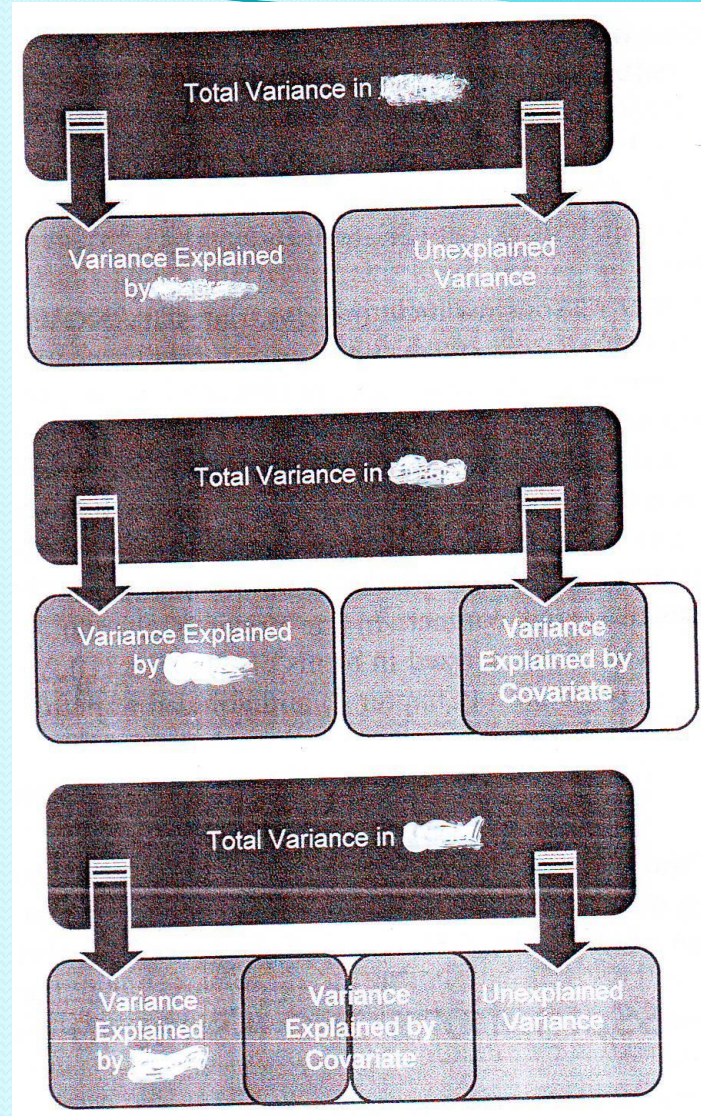 Total Variance in
Variance Explained
by
Unexplained
Variance
Total Variance in
Variance Explained
by
Variance
Explained by
Covariate
Total Variance in
Variance
Explained
by
Variance
Explained by
Covariate
Unexplained
Variance